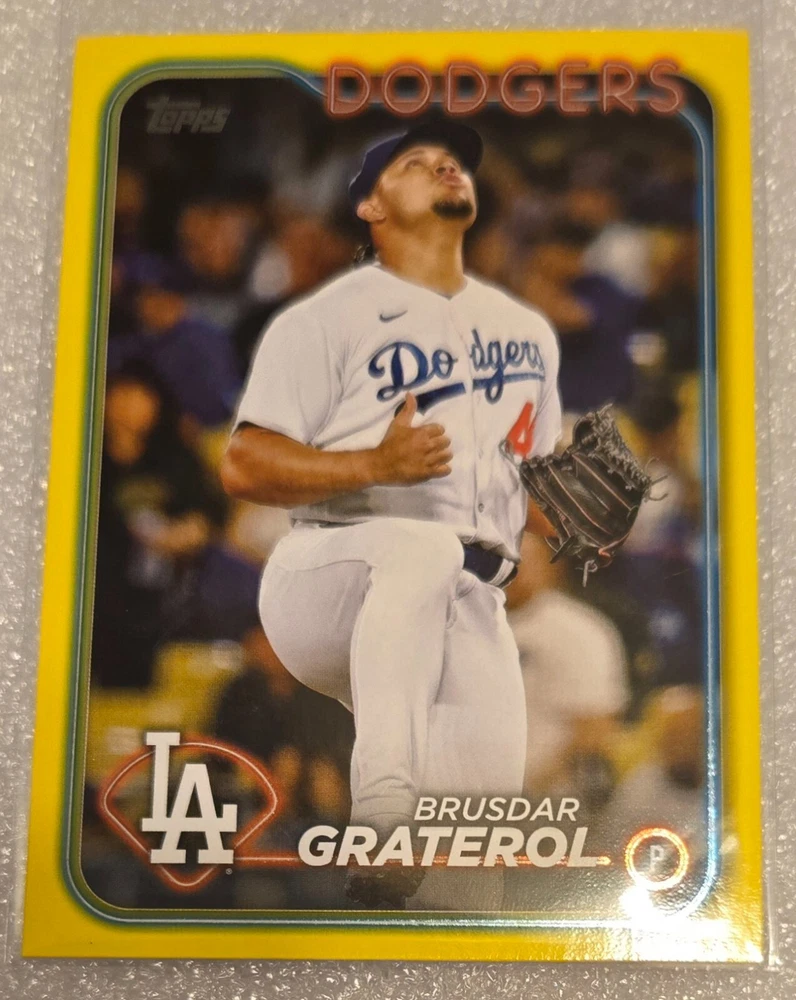 DODGERS
TOPPS
Dodgers
4
LA
BRUSDAR
GRATEROL
P